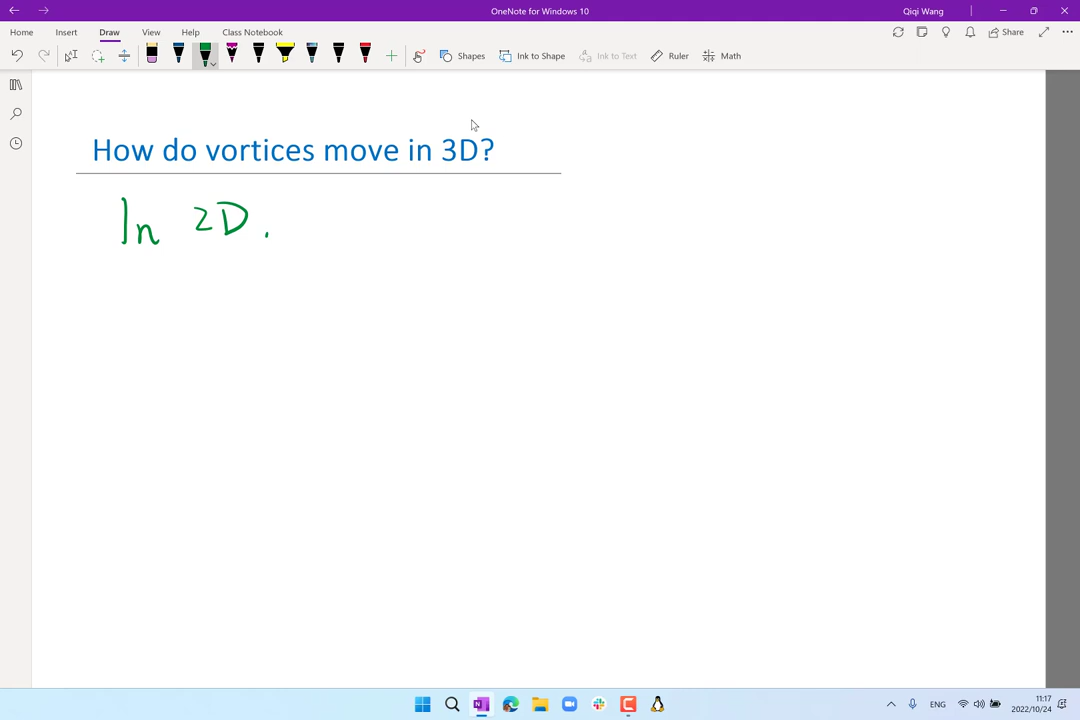 OneNote for Windows 10
Qiqi Wang
Home Insert Draw View Help Class Notebook
Share
Shapes Ink to Shape Ink to Text Ruler Math
How do vortices move in 3D?
In 2D.
ENG
11:17
2022/10/24